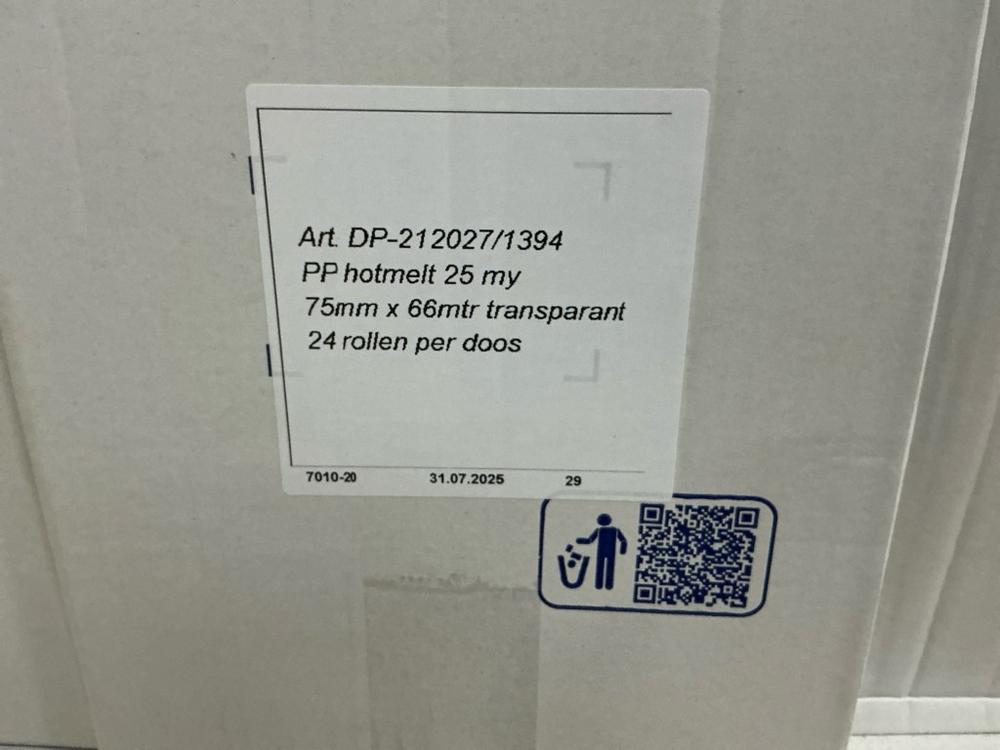 Art. DP-212027/1394
PP hotmelt 25 my
75mm x 66mtr transparant
24 rollen per doos
7010-20 31.07.2025 29